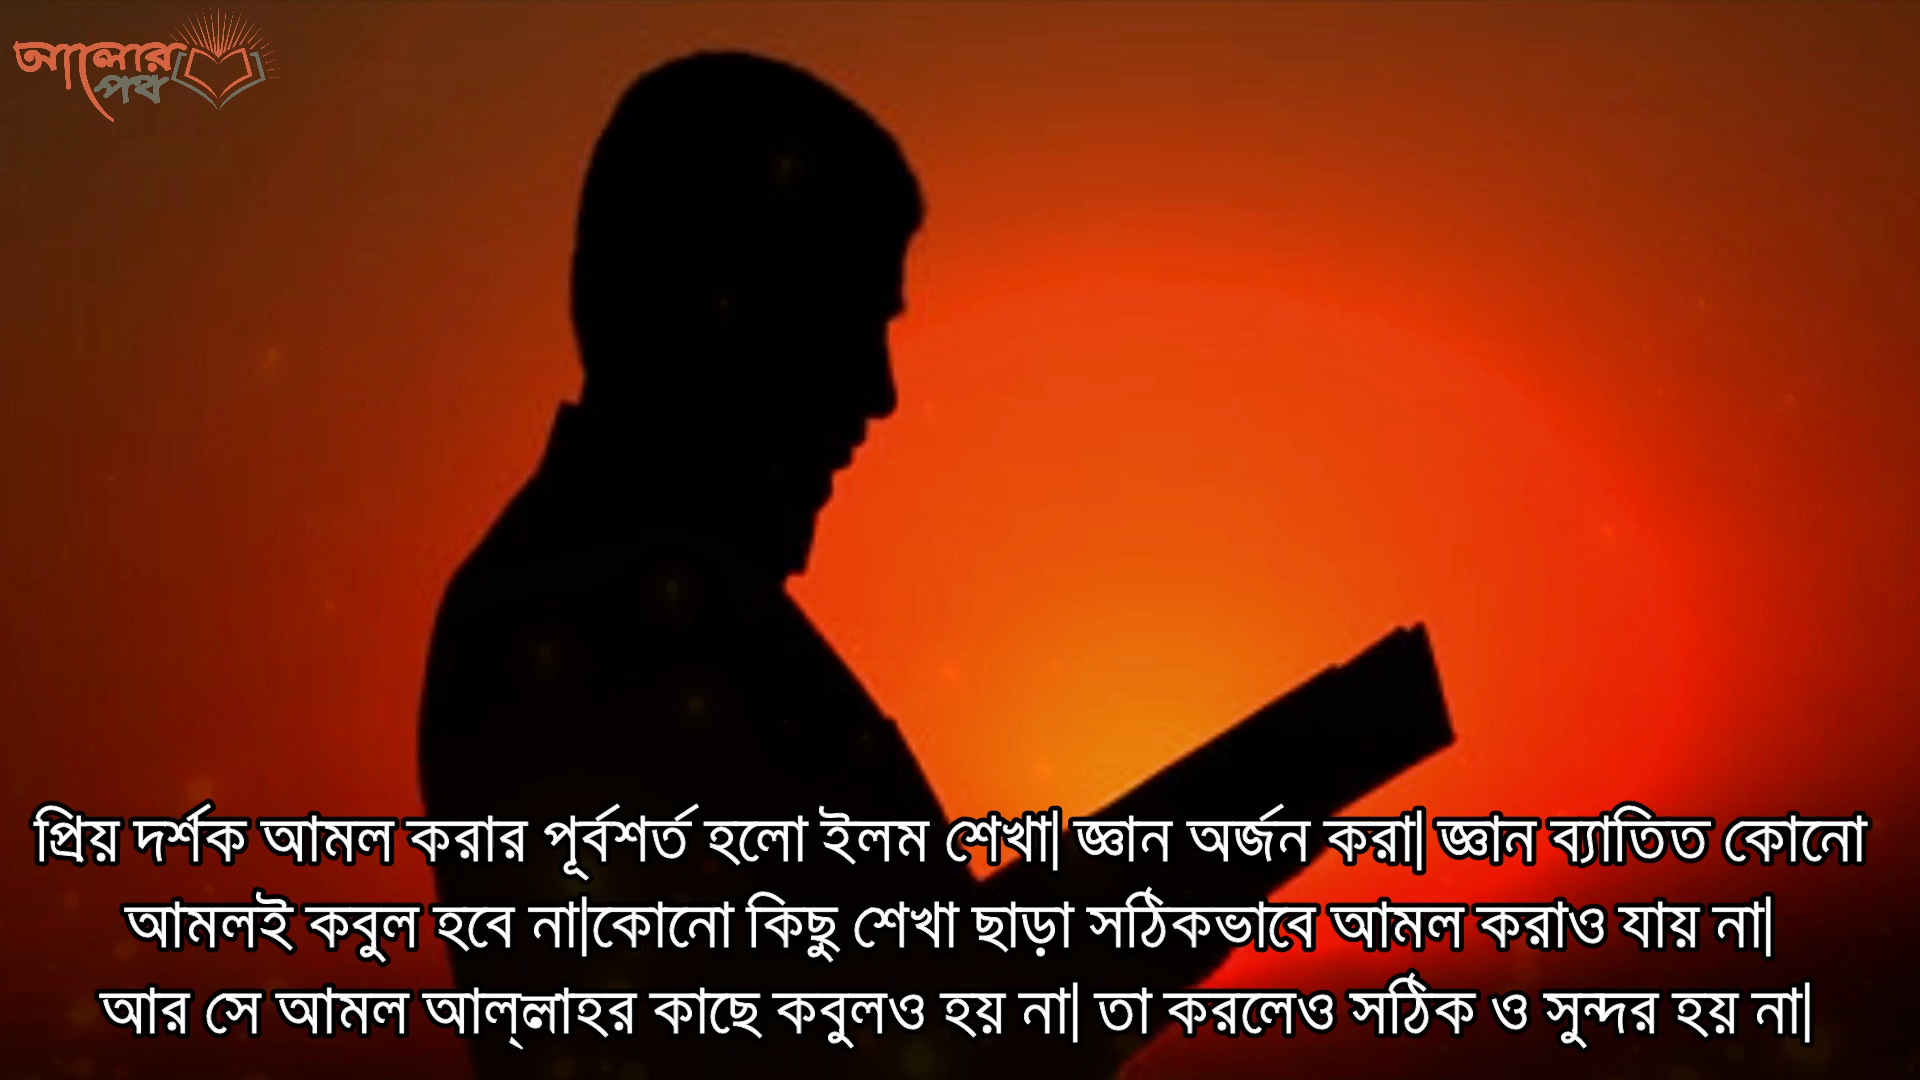 আলোর
পথ
প্রিয় দর্শক আমল করার পূর্বশর্ত হলো ইলম শেখা| জ্ঞান অর্জন করা| জ্ঞান ব্যাতিত কোনো
আমলই কবুল হবে না|কোনো কিছু শেখা ছাড়া সঠিকভাবে আমল করাও যায় না|
আর সে আমল আল্লাহর কাছে কবুলও হয় না| তা করলেও সঠিক ও সুন্দর হয় না|